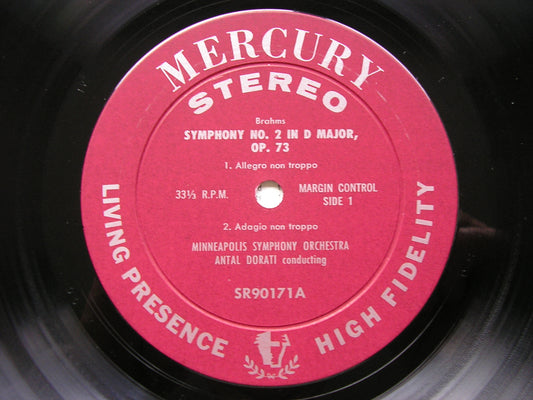 MERCURY
STEREO
Brahms
SYMPHONY NO. 2 IN D MAJOR,
OP. 73
1. Allegro non troppo
33⅓ R.P.M.
MARGIN CONTROL
SIDE 1
2. Adagio non troppo
MINNEAPOLIS SYMPHONY ORCHESTRA
ANTAL DORATI conducting
SR90171A
LIVING PRESENCE
HIGH FIDELITY